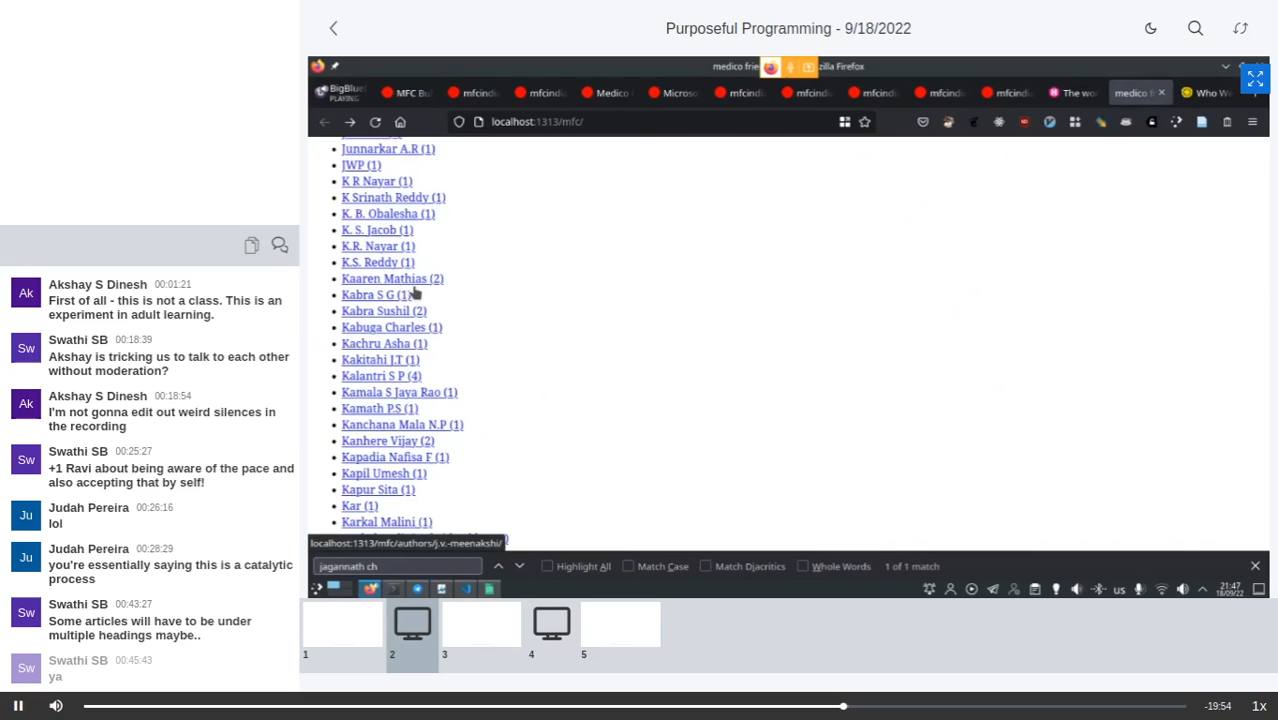 Purposeful Programming - 9/18/2022
medico frie
zilla Firefox
BigBlue
PLAYING
MFC Bu
mfcindi
mfcindi
Medico
Microso
mfcindi
mfcindi
mfcindi
mfcindi
mfcindi
The wo
medico f
Who We
localhost:1313/mfc/
Junnarkar A.R (1)
JWP (1)
K R Nayar (1)
K Srinath Reddy (1)
K. B. Obalesha (1)
K. S. Jacob (1)
K.R. Nayar (1)
K.S. Reddy (1)
Kaaren Mathias (2)
Kabra S G (1)
Kabra Sushil (2)
Kabuga Charles (1)
Kachru Asha (1)
Kakitahi J.T (1)
Kalantri S P (4)
Kamala S Jaya Rao (1)
Kamath P.S (1)
Kanchana Mala N.P (1)
Kanhere Vijay (2)
Kapadia Nafisa F (1)
Kapil Umesh (1)
Kapur Sita (1)
Kar (1)
Karkal Malini (1)
localhost:1313/mfc/authors/j.v.-meenakshi/
jagannath ch
Highlight All
Match Case
Match Diacritics
Whole Words
1 of 1 match
us
21:47
18/09/22
Ak
Akshay S Dinesh 00:01:21
First of all - this is not a class. This is an
experiment in adult learning.
Sw
Swathi SB 00:18:39
Akshay is tricking us to talk to each other
without moderation?
Ak
Akshay S Dinesh 00:18:54
I'm not gonna edit out weird silences in
the recording
Sw
Swathi SB 00:25:27
+1 Ravi about being aware of the pace and
also accepting that by self!
Ju
Judah Pereira 00:26:16
lol
Ju
Judah Pereira 00:28:29
you're essentially saying this is a catalytic
process
Sw
Swathi SB 00:43:27
Some articles will have to be under
multiple headings maybe..
Sw
Swathi SB 00:45:43
ya
1
2
3
4
5
-19:54
1x